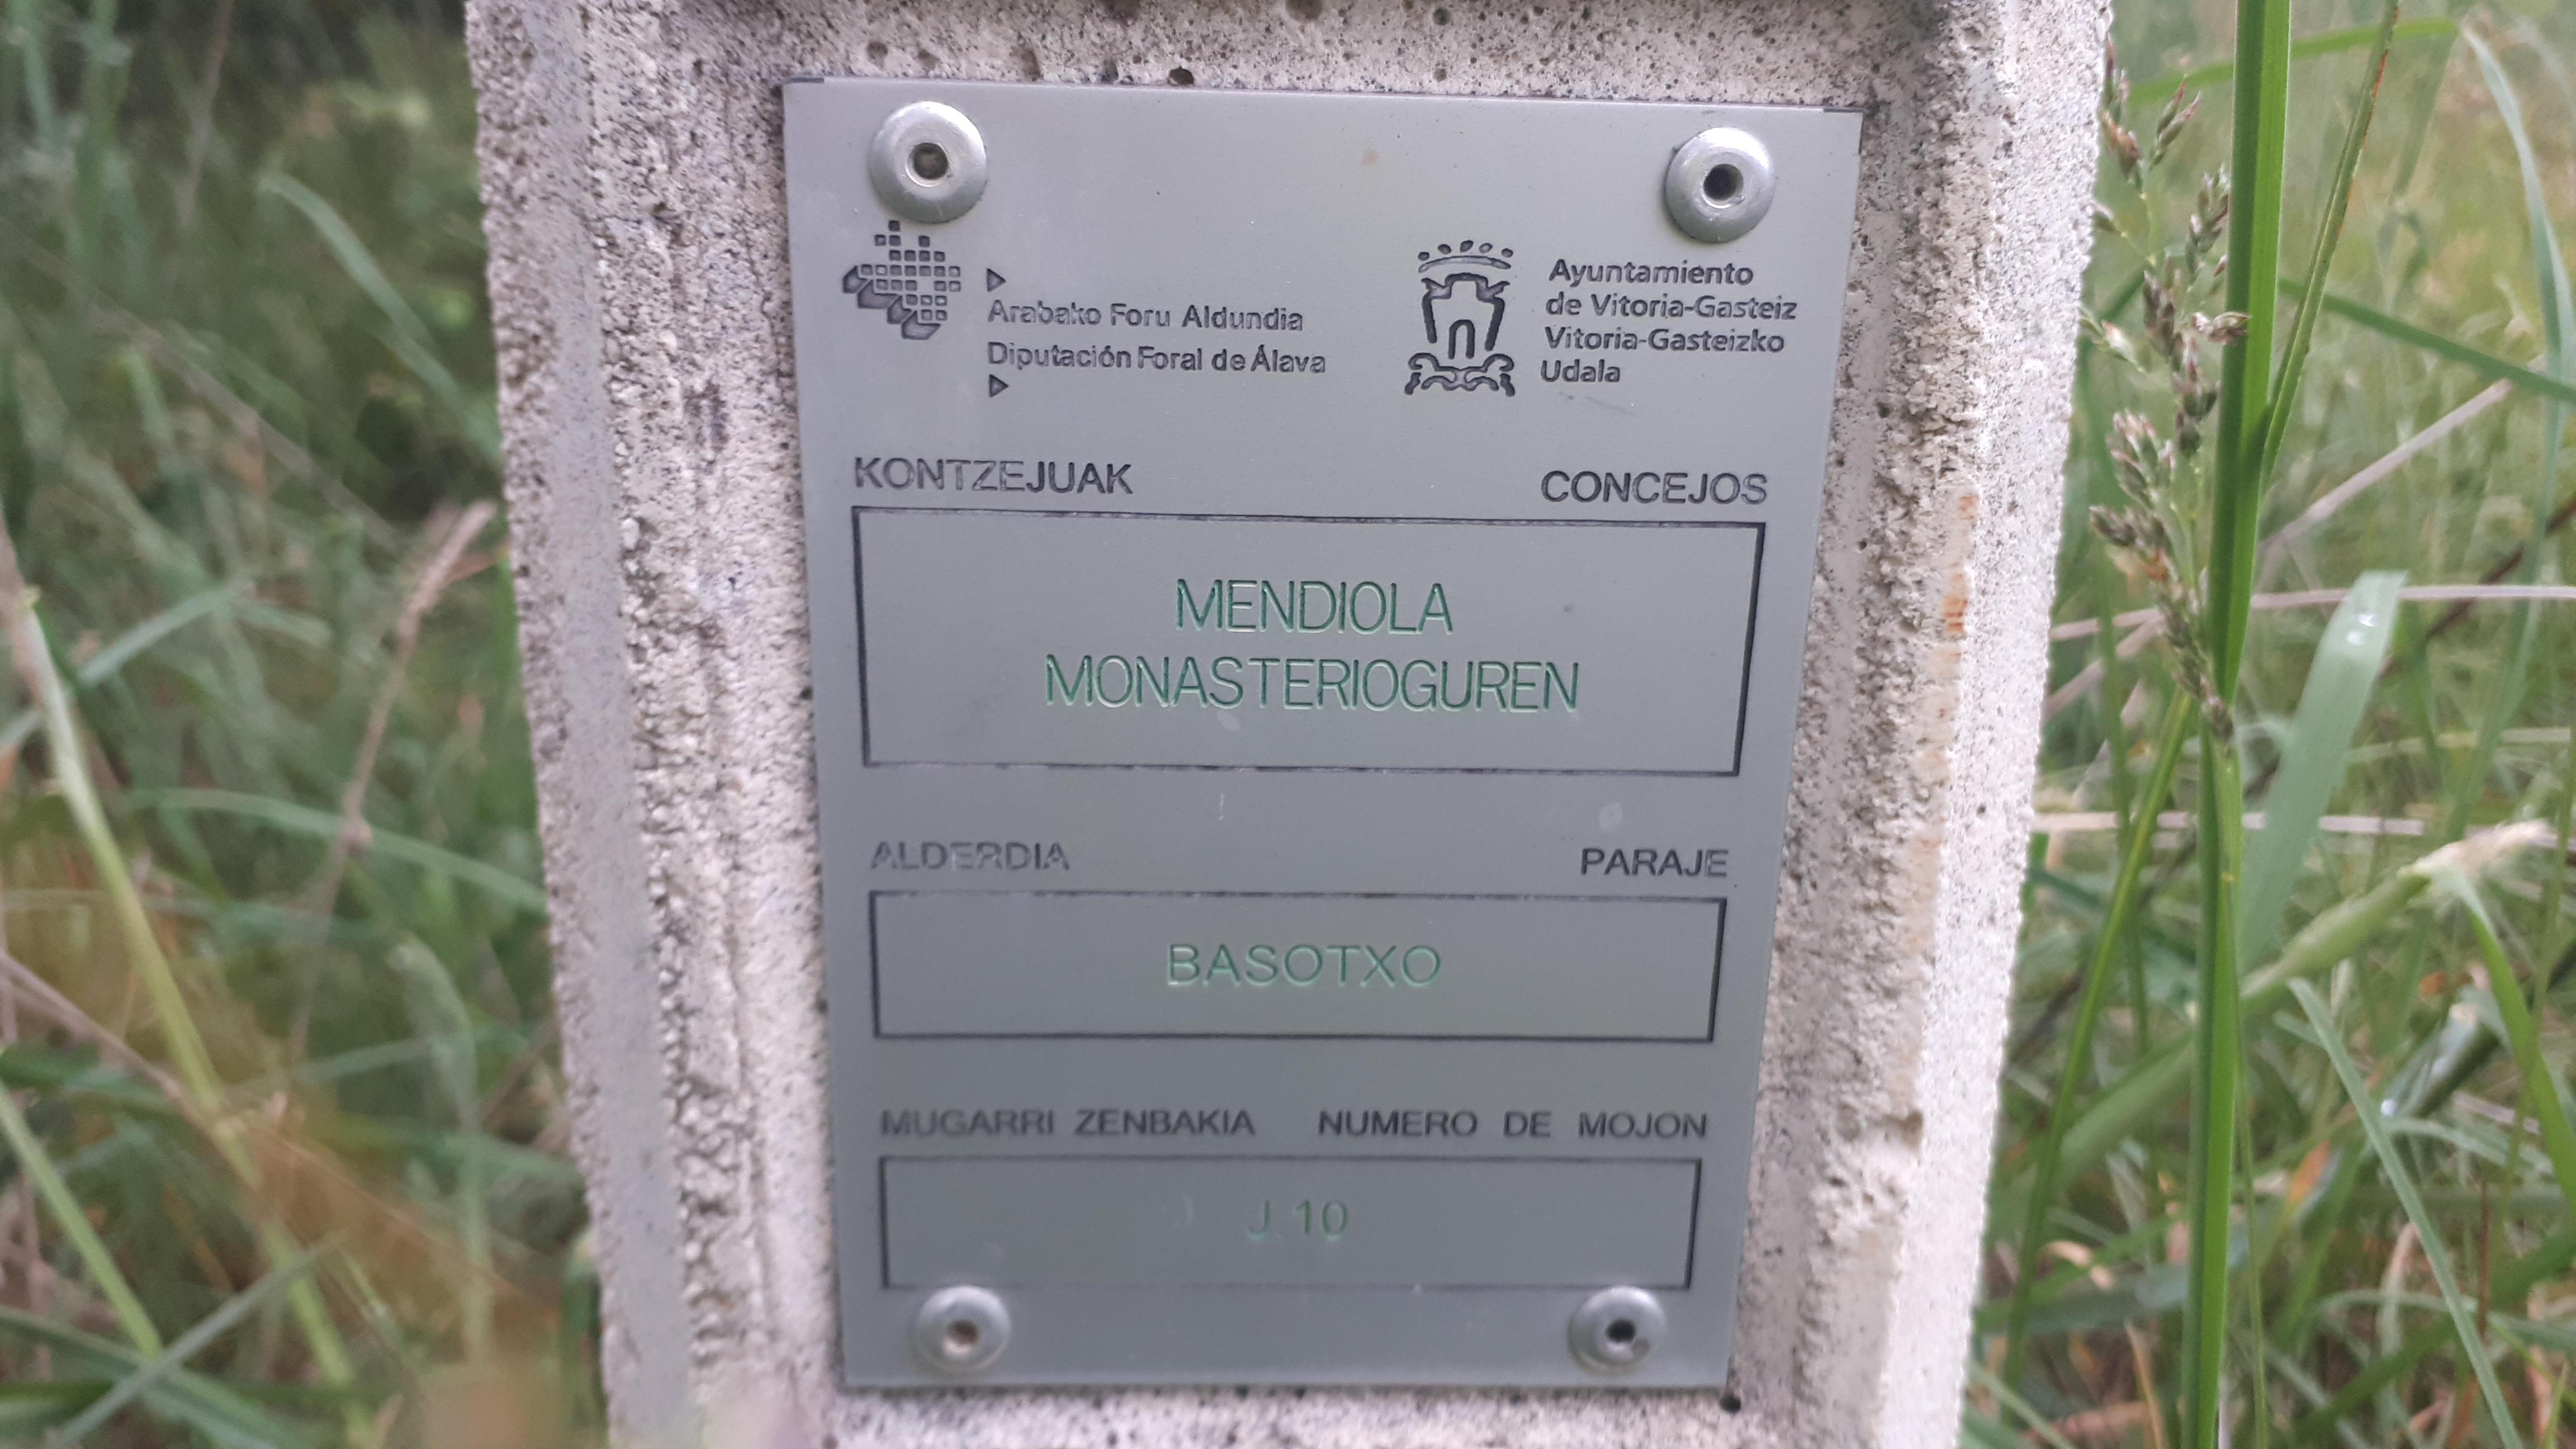 Arabako Foru Aldundia
Diputación Foral de Álava
Ayuntamiento
de Vitoria-Gasteiz
Vitoria-Gasteizko
Udala
KONTZEJUAK CONCEJOS
MENDIOLA
MONASTERIOGUREN
ALDERDIA PARAJE
BASOTXO
MUGARRI ZENBAKIA NUMERO DE MOJON
J.10